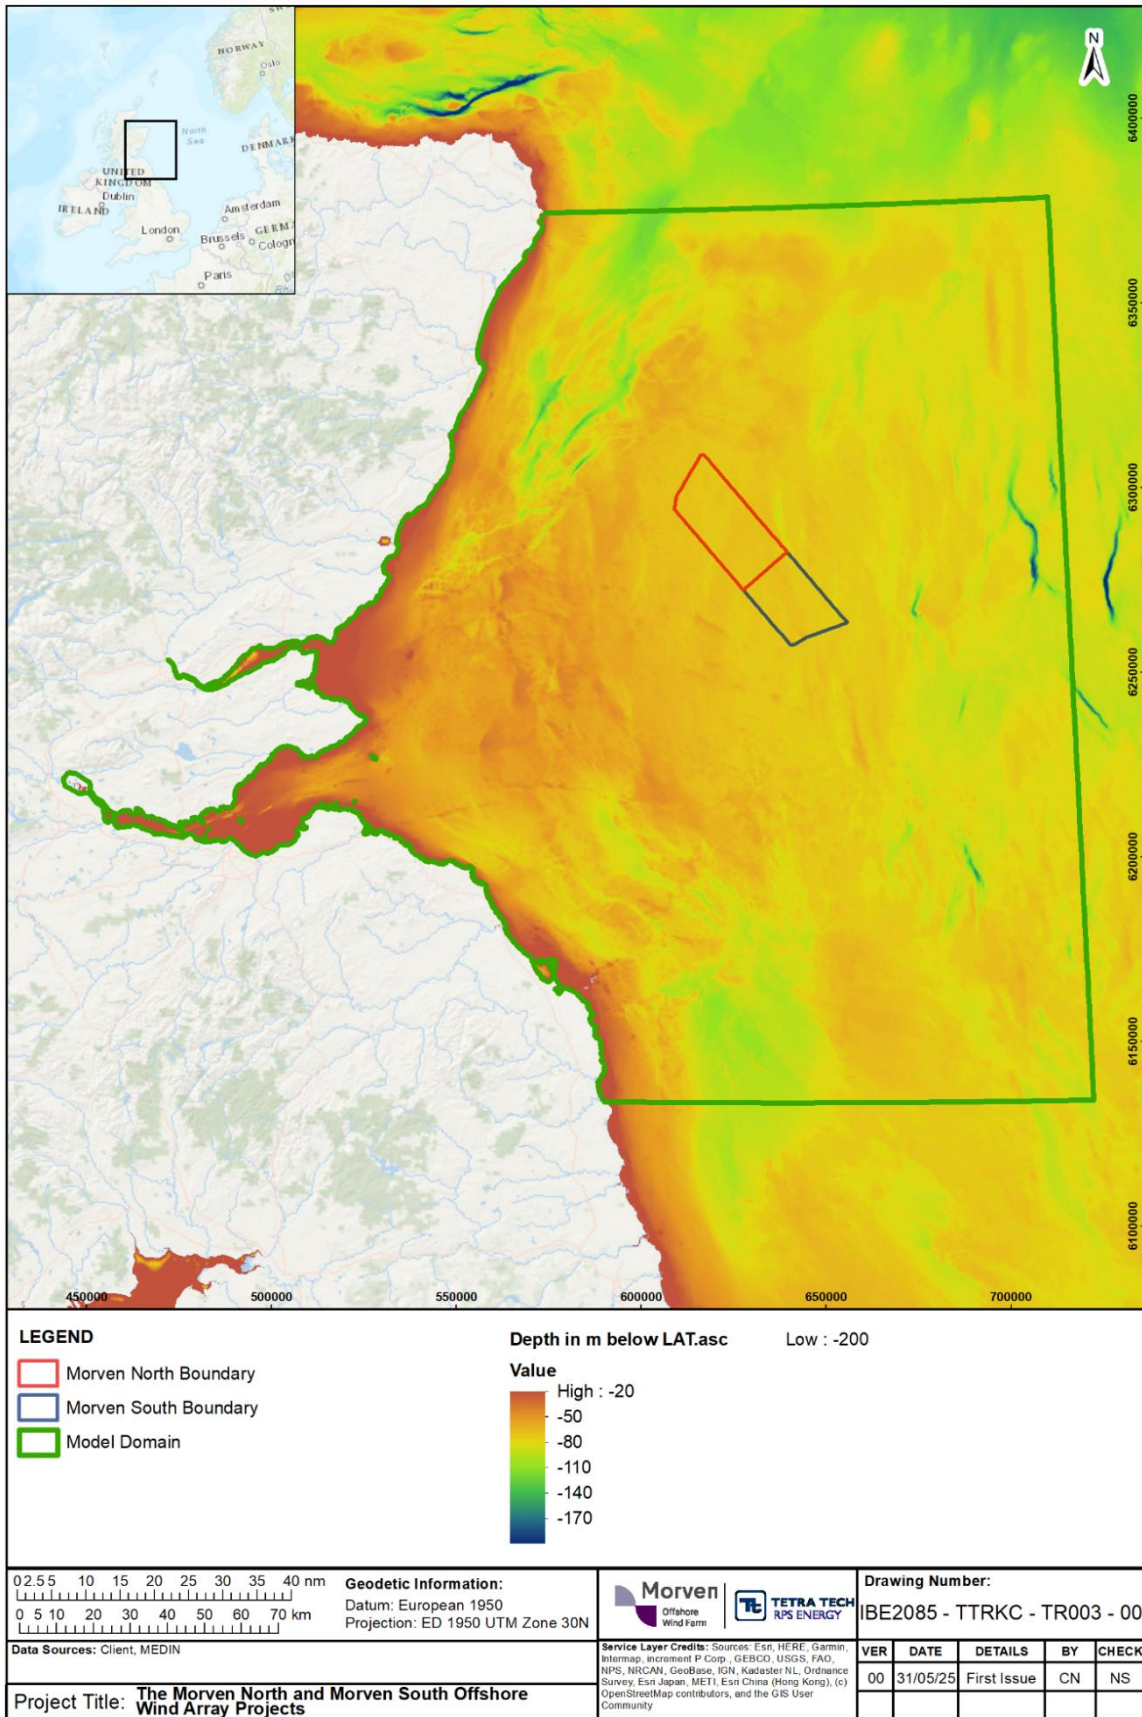 NORWAY
Oslo
North
Sea
DENMARK
UNITED
KINGDOM
Dublin
IRELAND
Amsterdam
London
GERMA
Brussels
Cologn
Paris
N
6400000
6350000
6300000
6250000
6200000
6150000
6100000
450000 500000 550000 600000 650000 700000
LEGEND
Morven North Boundary
Morven South Boundary
Model Domain
Depth in m below LAT.asc
Value
High : -20
-50
-80
-110
-140
-170
Low : -200
0 2.5 5 10 15 20 25 30 35 40 nm
0 5 10 20 30 40 50 60 70 km
Geodetic Information:
Datum: European 1950
Projection: ED 1950 UTM Zone 30N
Data Sources: Client, MEDIN
Project Title: The Morven North and Morven South Offshore
Wind Array Projects
Morven
Offshore
Wind Farm
TETRA TECH
RPS ENERGY
Service Layer Credits: Sources: Esri, HERE, Garmin,
Intermap, increment P Corp., GEBCO, USGS, FAO,
NPS, NRCAN, GeoBase, IGN, Kadaster NL, Ordnance
Survey, Esri Japan, METI, Esri China (Hong Kong), (c)
OpenStreetMap contributors, and the GIS User
Community
Drawing Number:
IBE2085 - TTRKC - TR003 - 00
VER DATE DETAILS BY CHECK
00 31/05/25 First Issue CN NS